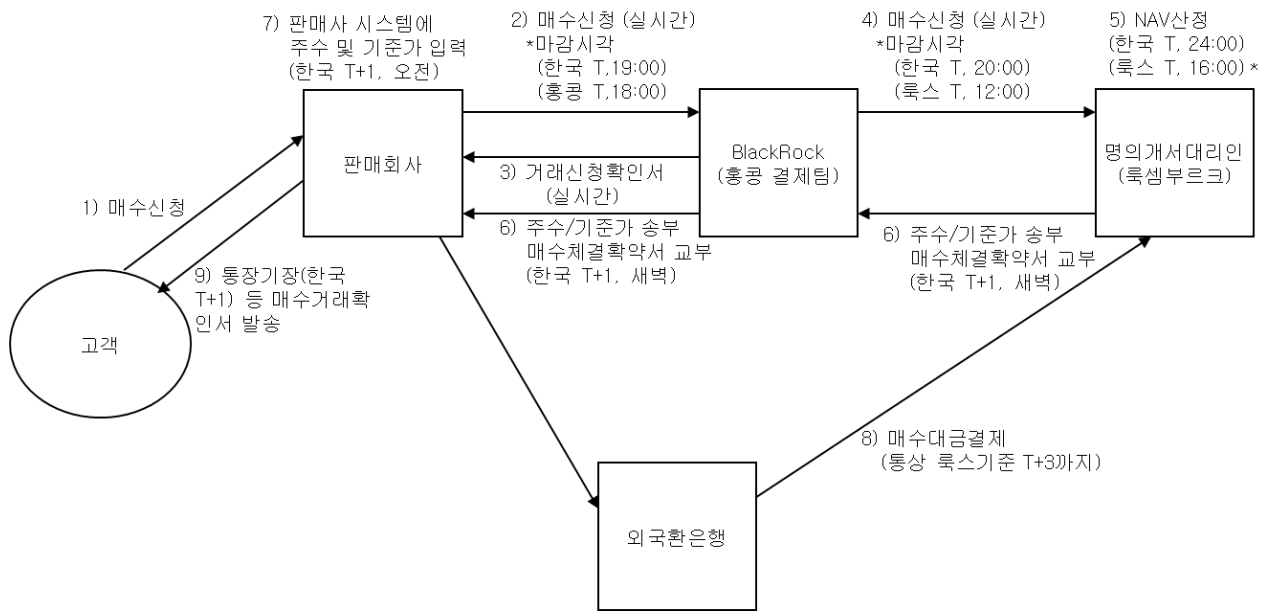 7) 판매사 시스템에
주수 및 기준가 입력
(한국 T+1, 오전)
2) 매수신청 (실시간)
*마감시각
(한국 T,19:00)
(홍콩 T,18:00)
4) 매수신청 (실시간)
*마감시각
(한국 T, 20:00)
(룩스 T, 12:00)
5) NAV산정
(한국 T, 24:00)
(룩스 T, 16:00) *
판매회사
3) 거래신청확인서
(실시간)
BlackRock
(홍콩 결제팀)
명의개서대리인
(룩셈부르크)
1) 매수신청
6) 주수/기준가 송부
매수체결확약서 교부
(한국 T+1, 새벽)
6) 주수/기준가 송부
매수체결확약서 교부
(한국 T+1, 새벽)
9) 통장기장(한국
T+1) 등 매수거래확
인서 발송
고객
8) 매수대금결제
(통상 룩스기준 T+3까지)
외국환은행